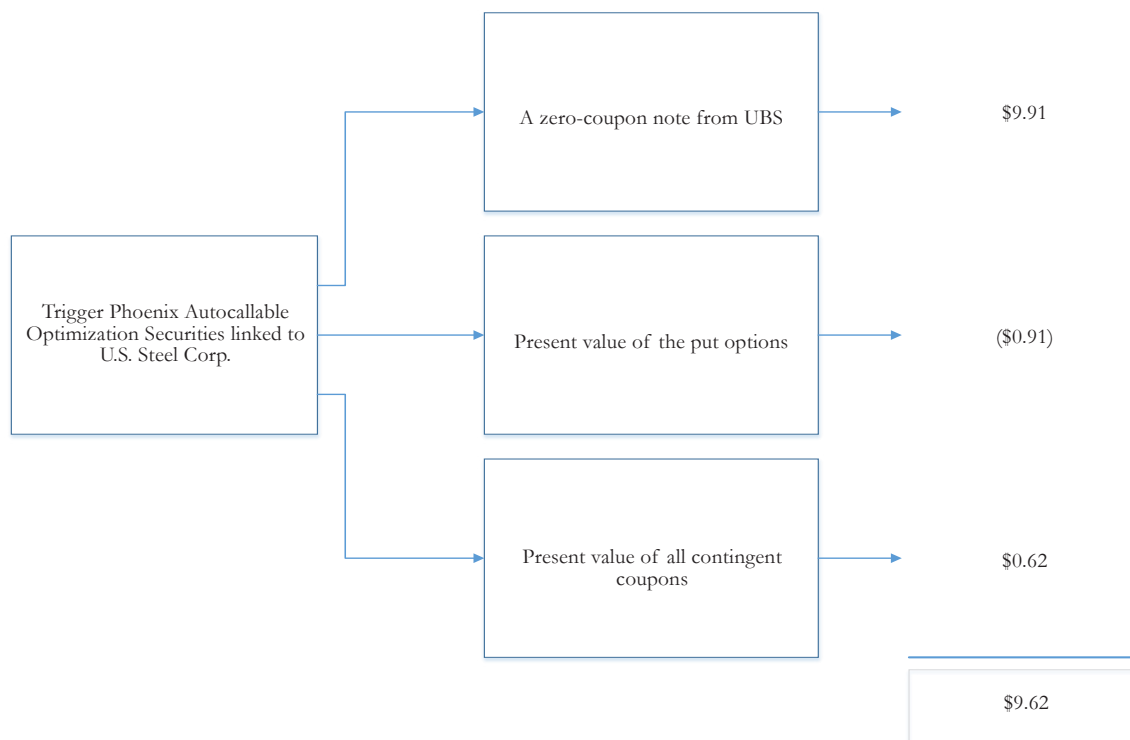 A zero-coupon note from UBS
$9.91
Trigger Phoenix Autocallable
Optimization Securities linked to
U.S. Steel Corp.
Present value of the put options
($0.91)
Present value of all contingent
coupons
$0.62
$9.62